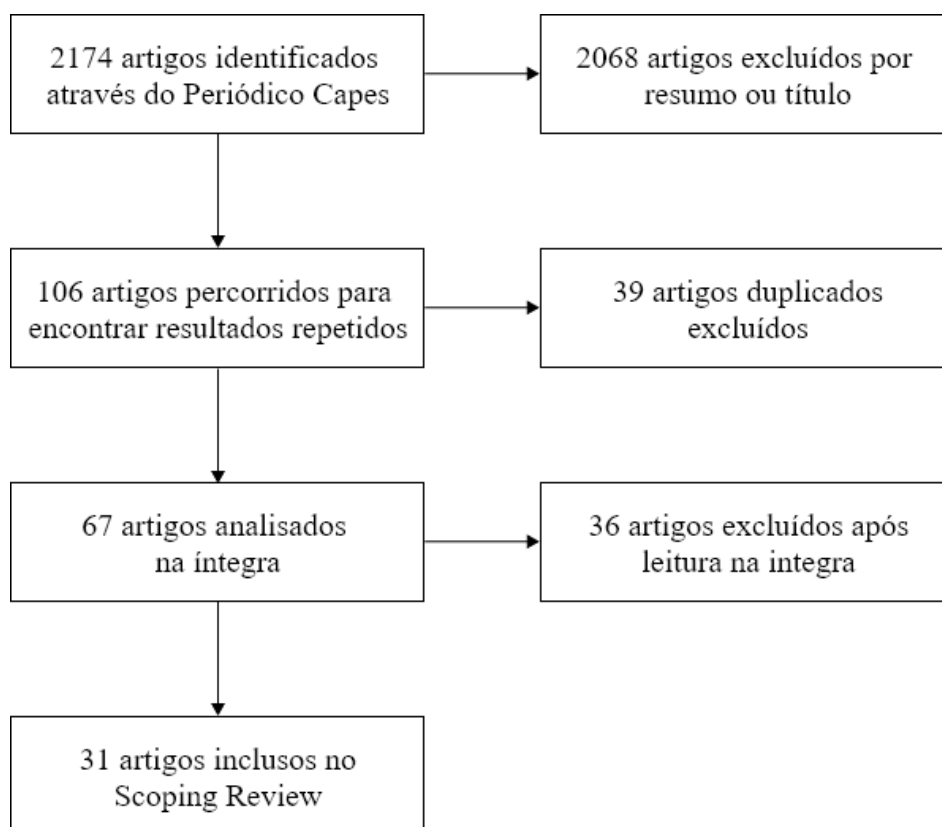 2174 artigos identificados
através do Periódico Capes
2068 artigos excluídos por
resumo ou título
106 artigos percorridos para
encontrar resultados repetidos
39 artigos duplicados
excluídos
67 artigos analisados
na íntegra
36 artigos excluídos após
leitura na integra
31 artigos inclusos no
Scoping Review